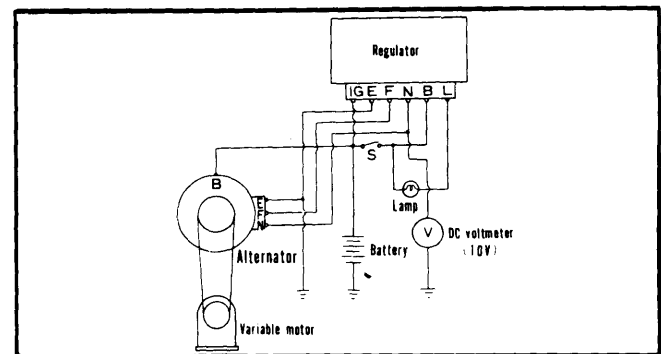 Regulator
IG E F N B L
S
B
E
F
N
Lamp
V
DC voltmeter
(10V)
Alternator
Battery
Variable motor